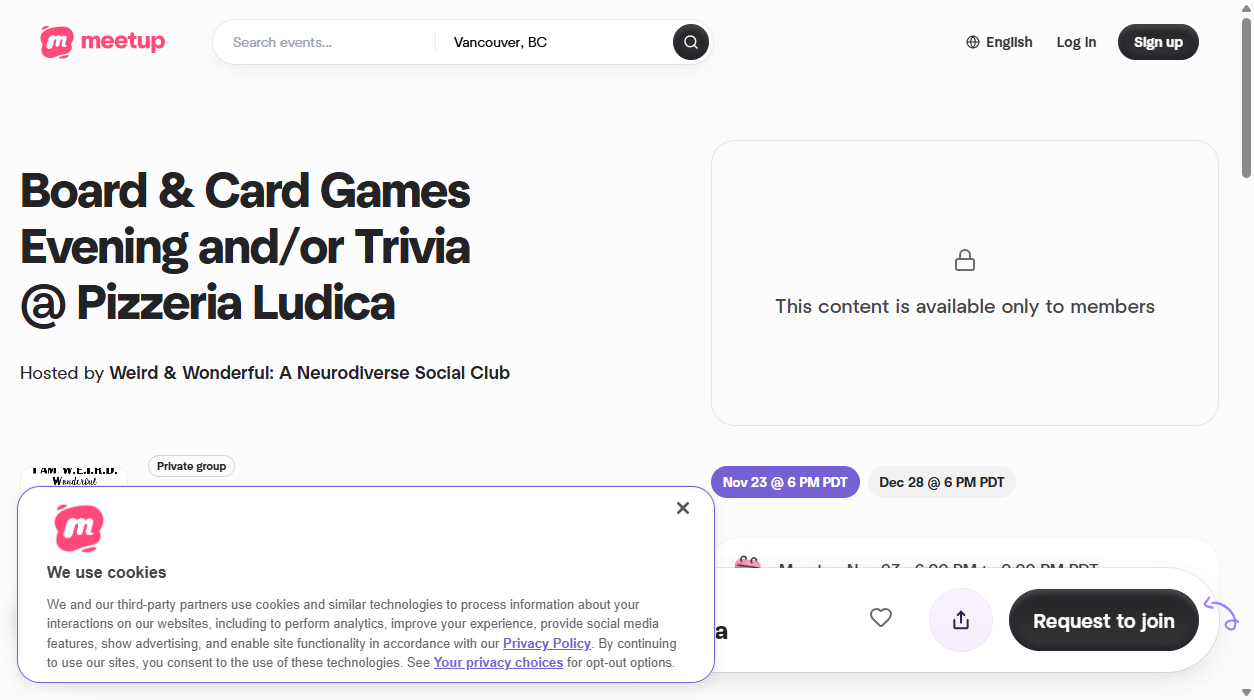 meetup
Search events...
Vancouver, BC
English
Log in
Sign up
Board & Card Games
Evening and/or Trivia
@ Pizzeria Ludica
Hosted by Weird & Wonderful: A Neurodiverse Social Club
This content is available only to members
I AM W.E.I.R.D.
Wonderful
Private group
Nov 23 @ 6 PM PDT
Dec 28 @ 6 PM PDT
We use cookies
We and our third-party partners use cookies and similar technologies to process information about your
interactions on our websites, including to perform analytics, improve your experience, provide social media
features, show advertising, and enable site functionality in accordance with our Privacy Policy. By continuing
to use our sites, you consent to the use of these technologies. See Your privacy choices for opt-out options.
a
Request to join